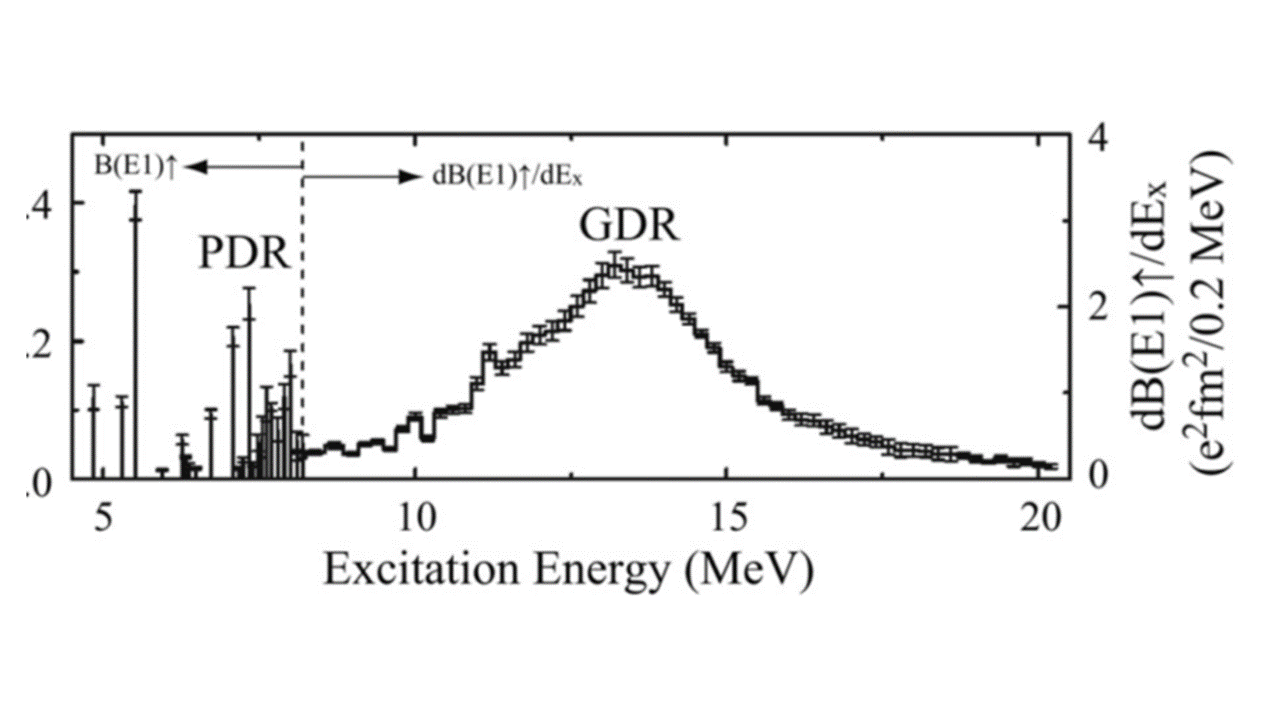 B(E1)↑
dB(E1)↑/dEx
PDR
GDR
.4
.2
.0
4
2
0
5 10 15 20
Excitation Energy (MeV)
dB(E1)↑/dEx
(e²fm²/0.2 MeV)